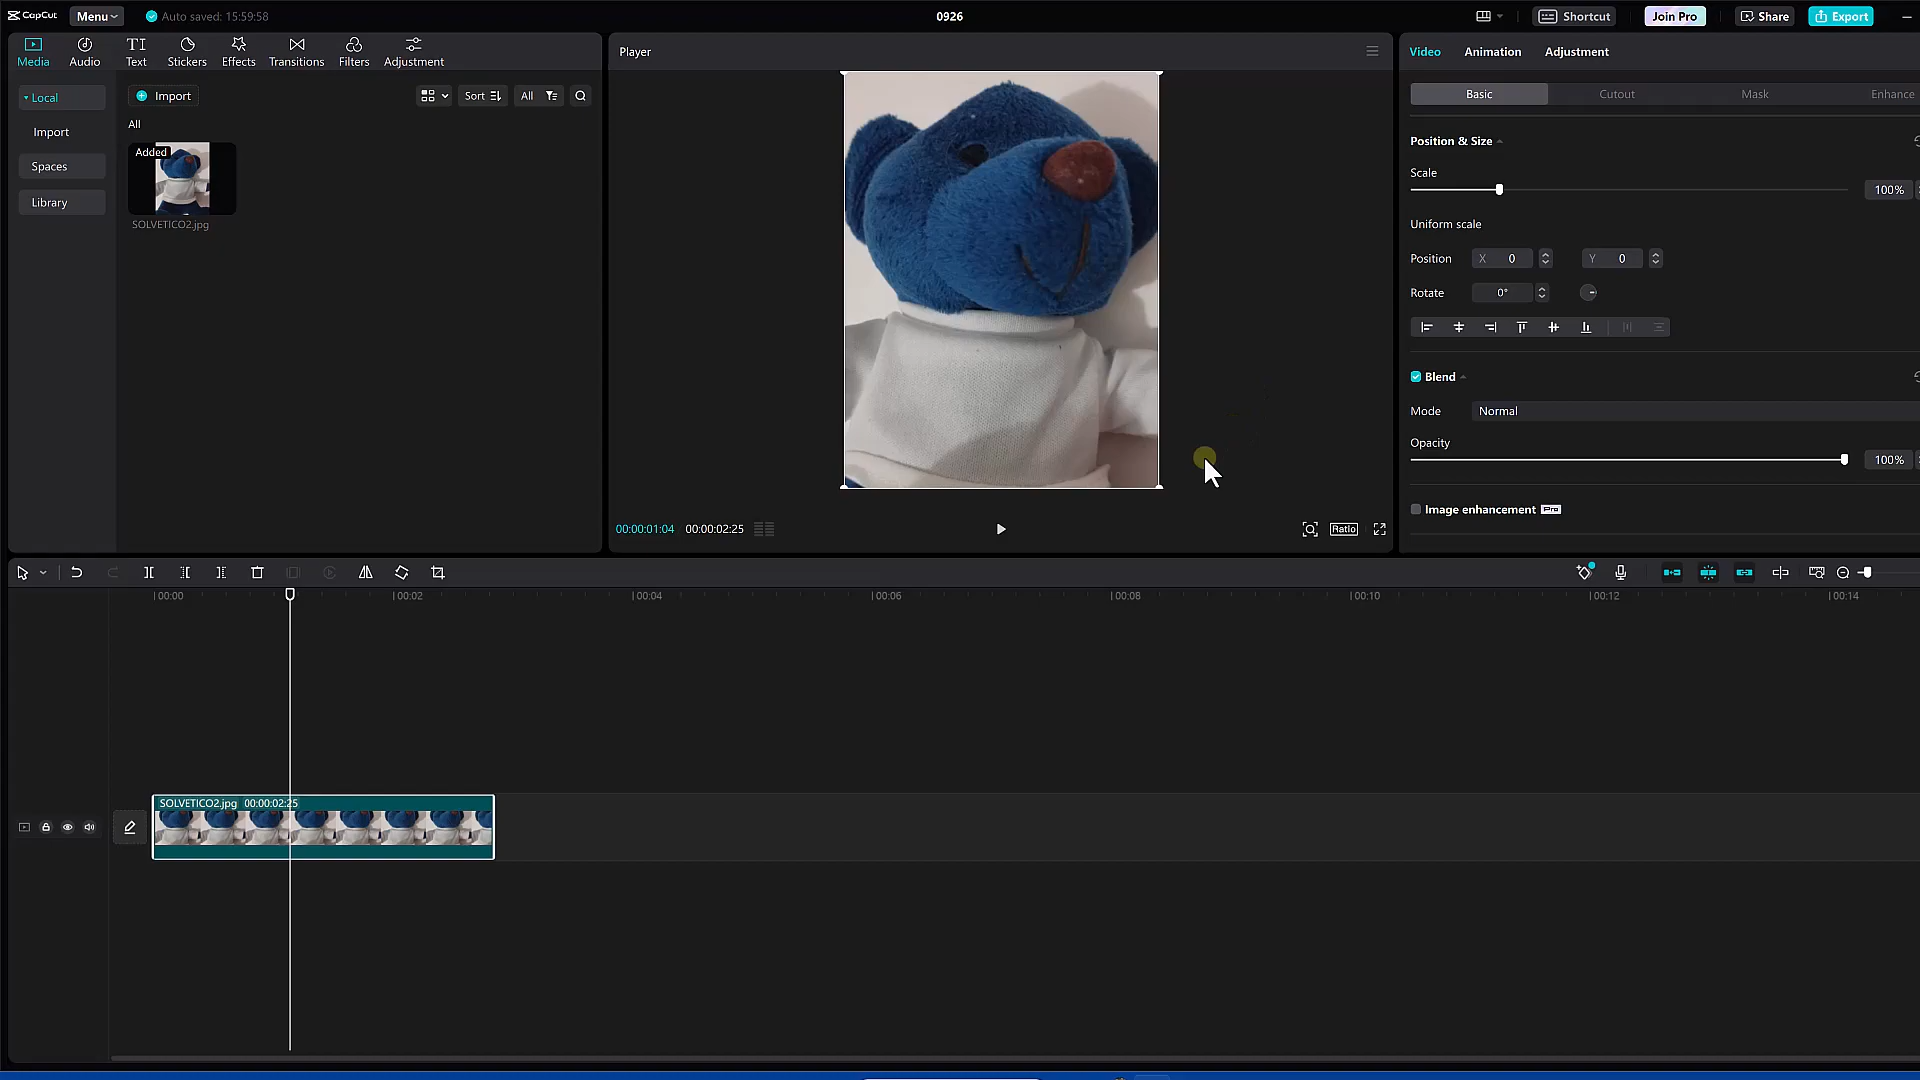 CapCut Menu Auto saved: 15:59:58 0926 Shortcut Join Pro Share Export
Media Audio Text Stickers Effects Transitions Filters Adjustment
Local
Import
Spaces
Library
Import Sort All
All
Added
SOLVETICO2.jpg
Player
00:00:01:04 00:00:02:25 Ratio
Video Animation Adjustment
Basic Cutout Mask Enhance
Position & Size
Scale
100%
Uniform scale
Position X 0 Y 0
Rotate 0°
Blend
Mode Normal
Opacity
100%
Image enhancement Pro
00:00 00:02 00:04 00:06 00:08 00:10 00:12 00:14
SOLVETICO2.jpg 00:00:02:25